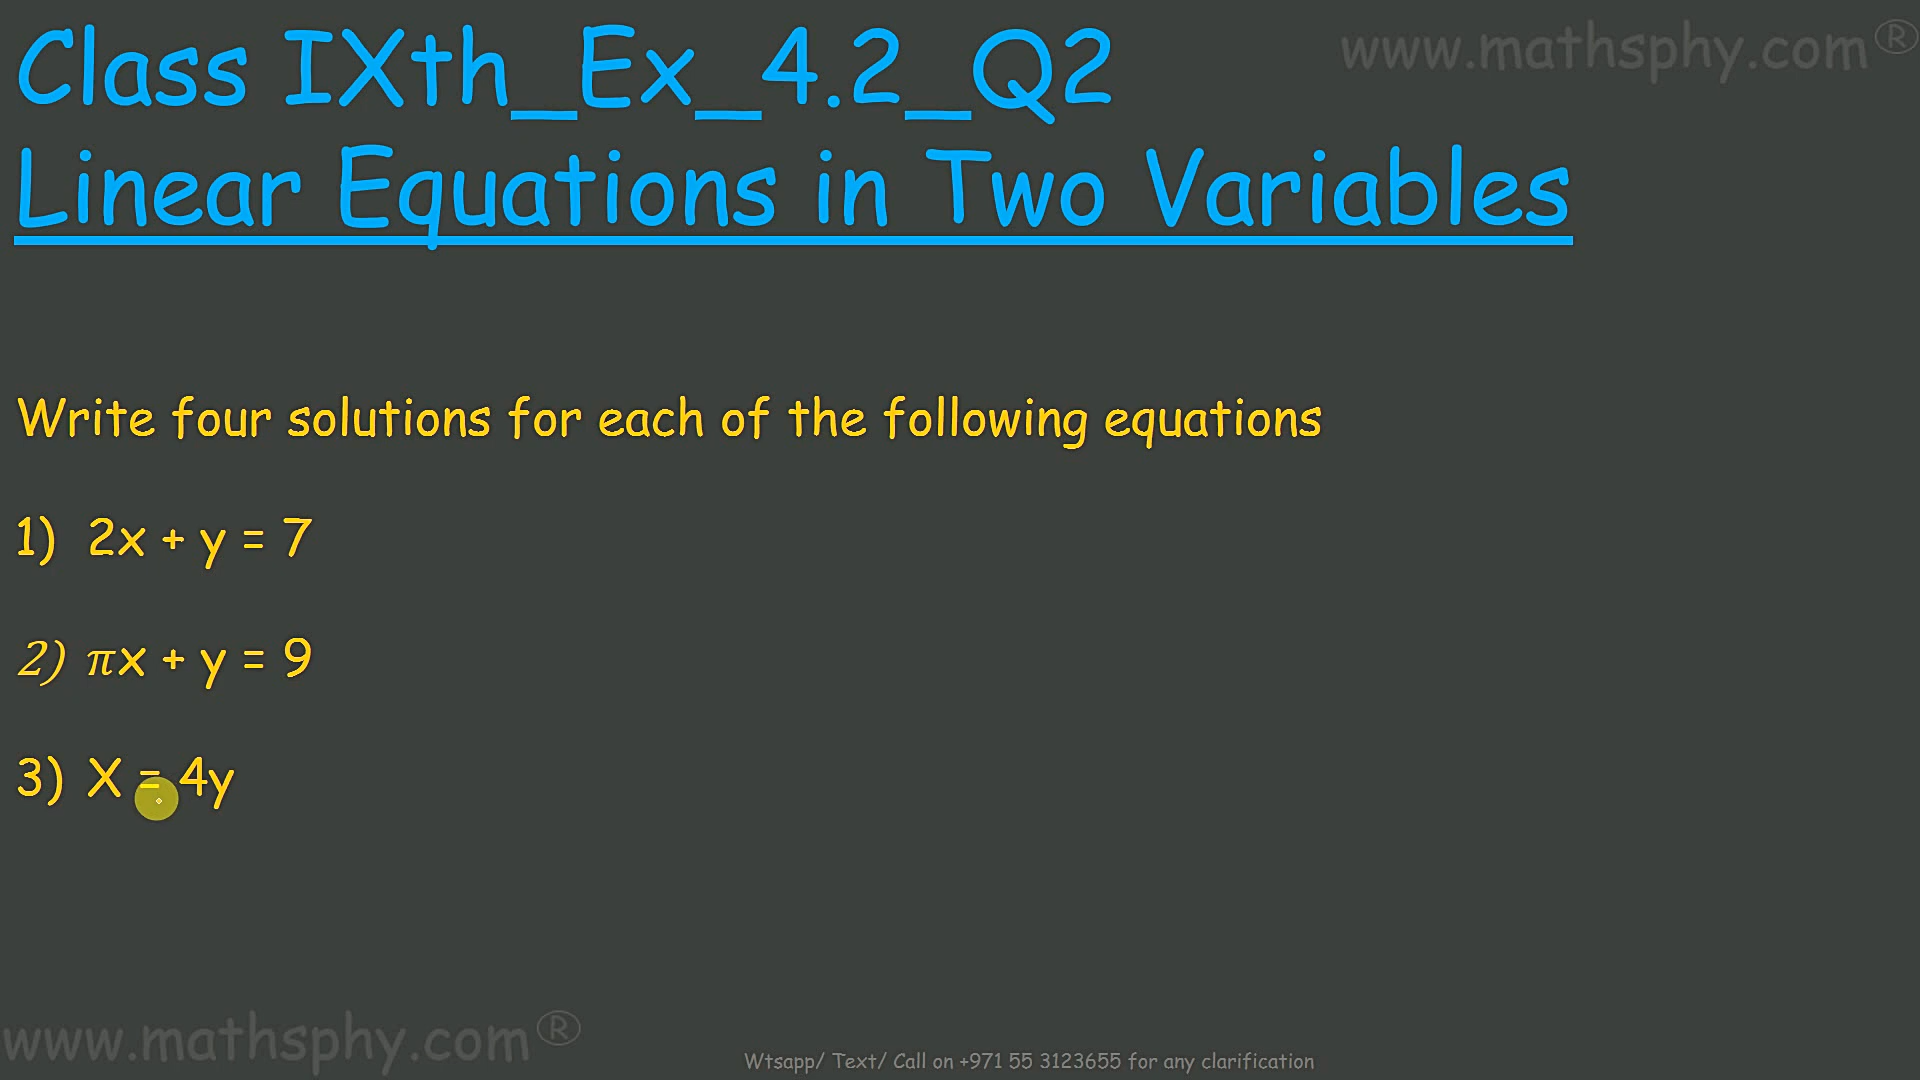 Class IXth_Ex_4.2_Q2
www.mathsphy.com®
Linear Equations in Two Variables
Write four solutions for each of the following equations
1) 2x + y = 7
2) πx + y = 9
3) X = 4y
www.mathsphy.com®
Wtsapp/ Text/ Call on +971 55 3123655 for any clarification